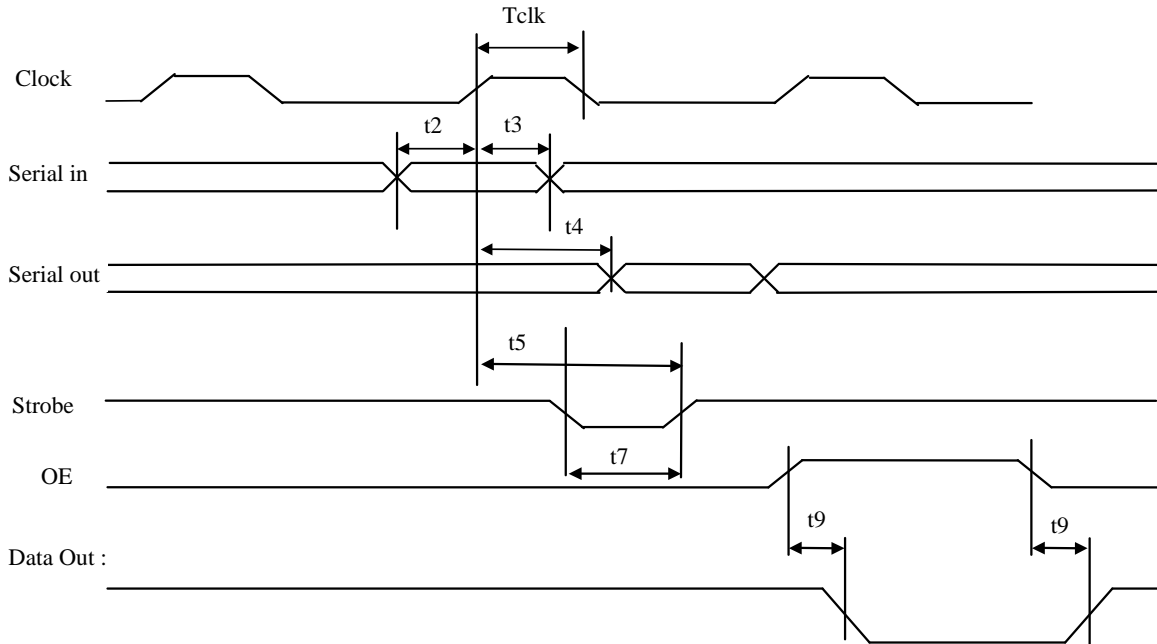 Tclk
Clock
t2
t3
Serial in
t4
Serial out
t5
Strobe
t7
OE
t9
t9
Data Out :